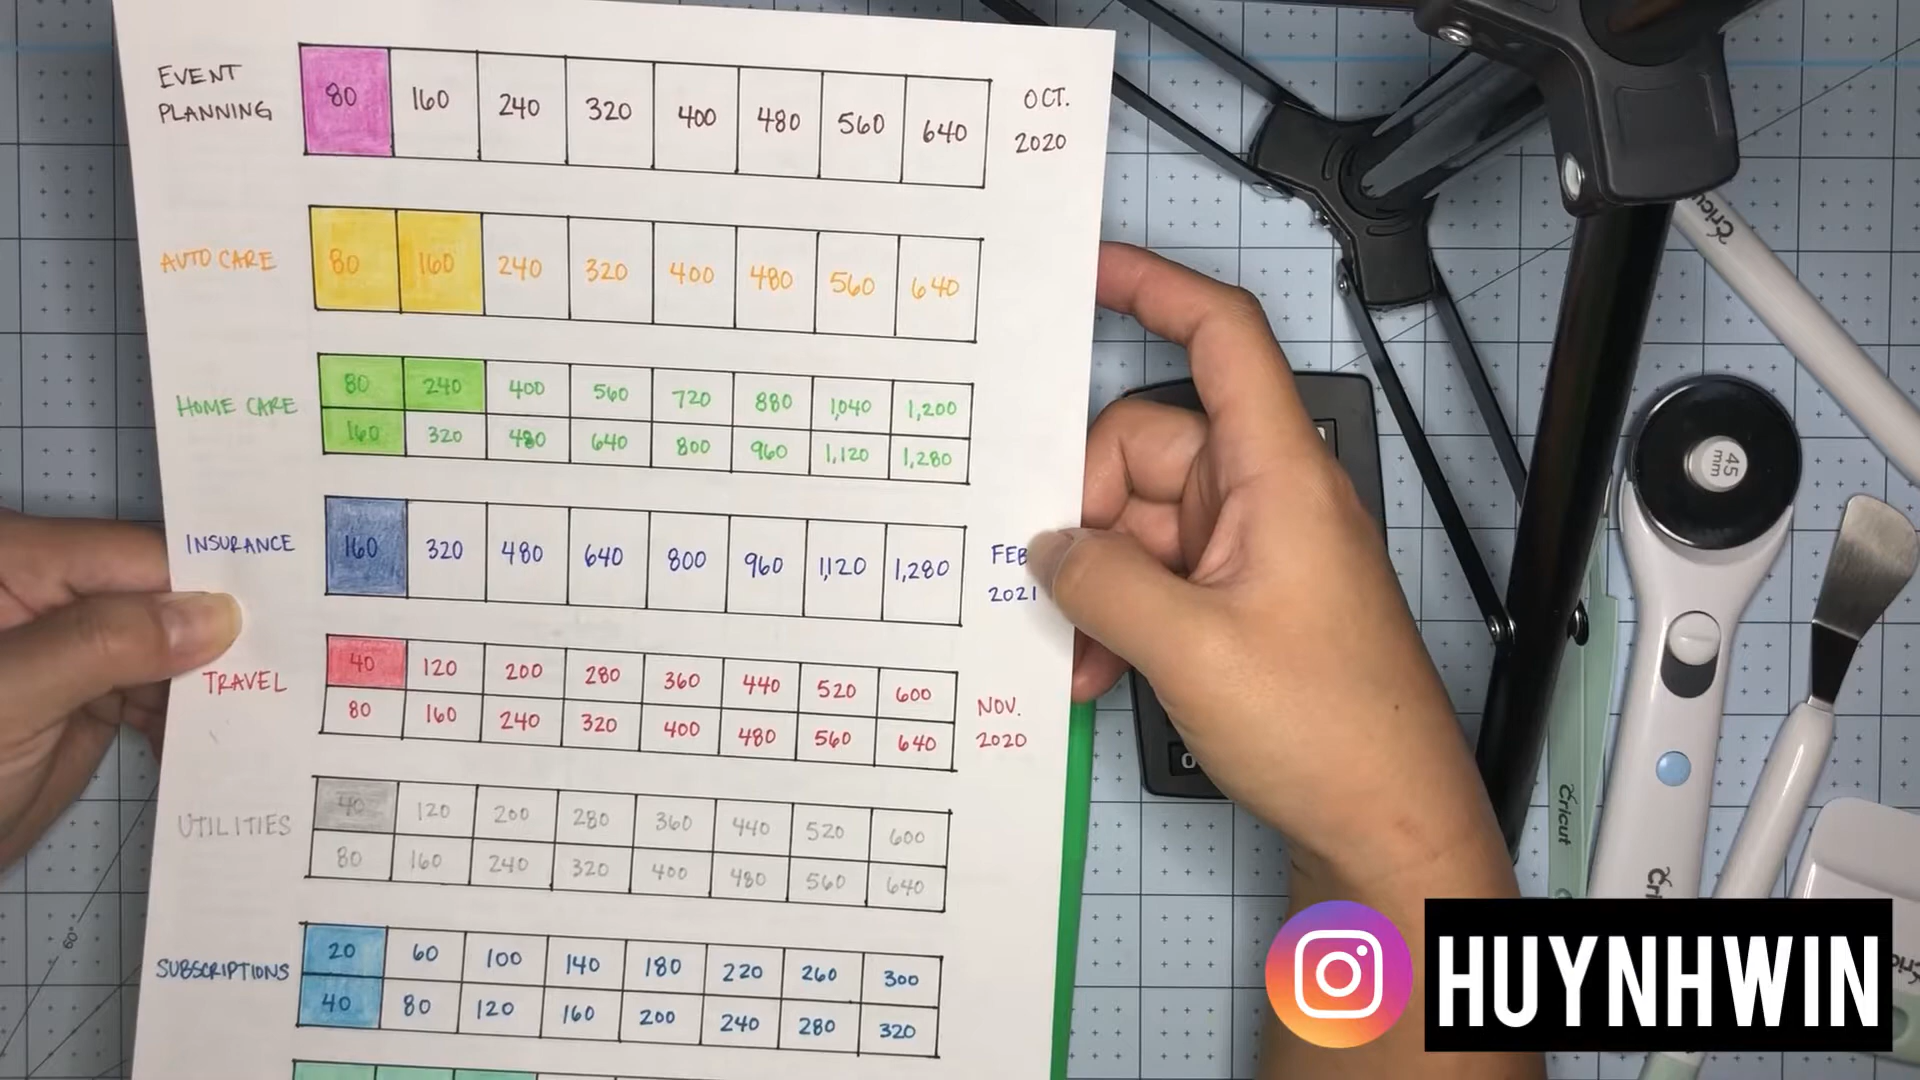 EVENT
PLANNING
80 160 240 320 400 480 560 640
OCT.
2020
AUTO CARE
80 160 240 320 400 480 560 640
HOME CARE
80 240 400 560 720 880 1,040 1,200
160 320 480 640 800 960 1,120 1,280
INSURANCE
160 320 480 640 800 960 1,120 1,280
FEB
2021
TRAVEL
40 120 200 280 360 440 520 600
80 160 240 320 400 480 560 640
NOV.
2020
UTILITIES
40 120 200 280 360 440 520 600
80 160 240 320 400 480 560 640
SUBSCRIPTIONS
20 60 100 140 180 220 260 300
40 80 120 160 200 240 280 320
Cricut
45
mm
Cricut
HUYNHWIN